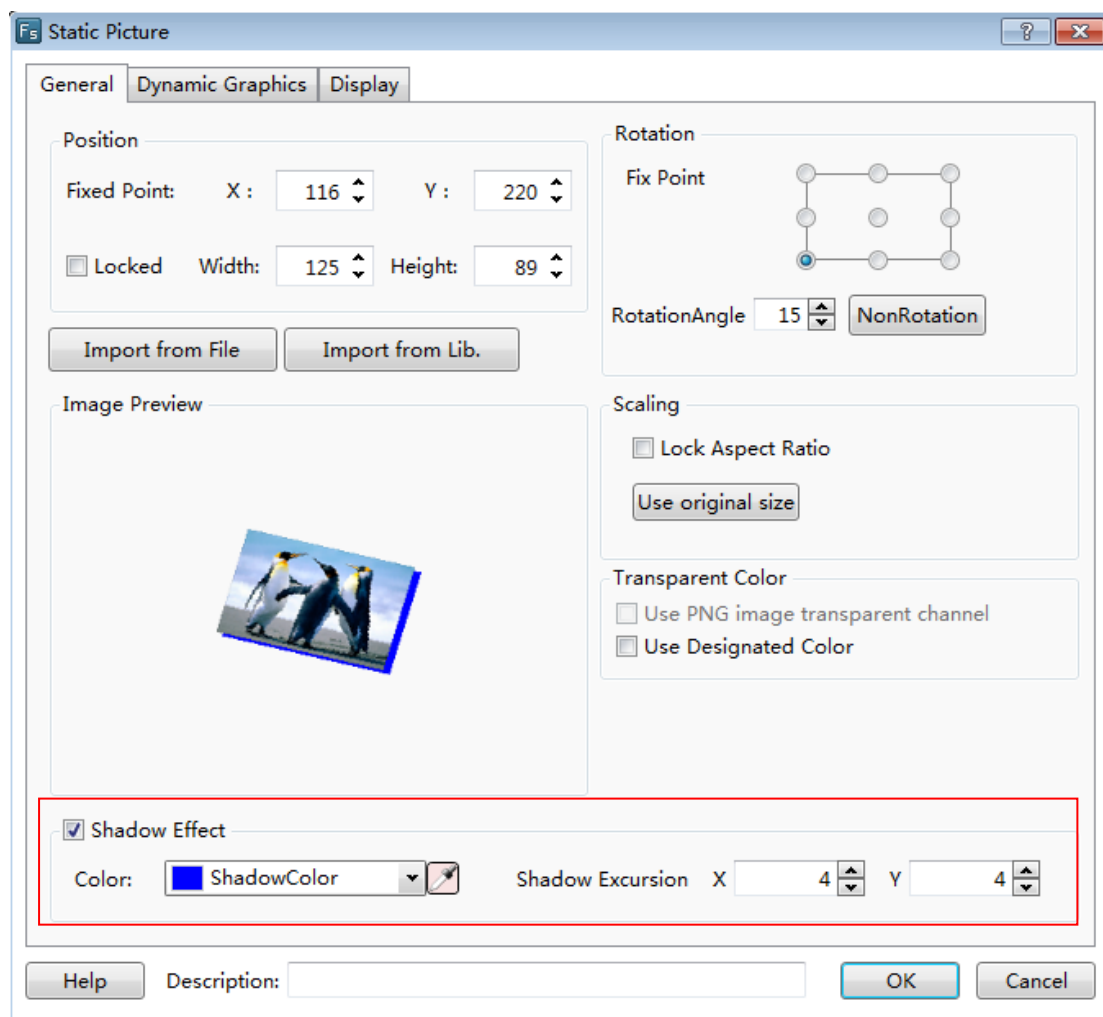 Fs Static Picture
General Dynamic Graphics Display
Position
Fixed Point: X : 116 Y : 220
Locked Width: 125 Height: 89
Import from File Import from Lib.
Image Preview
Rotation
Fix Point
RotationAngle 15 NonRotation
Scaling
Lock Aspect Ratio
Use original size
Transparent Color
Use PNG image transparent channel
Use Designated Color
Shadow Effect
Color: ShadowColor Shadow Excursion X 4 Y 4
Help Description: OK Cancel